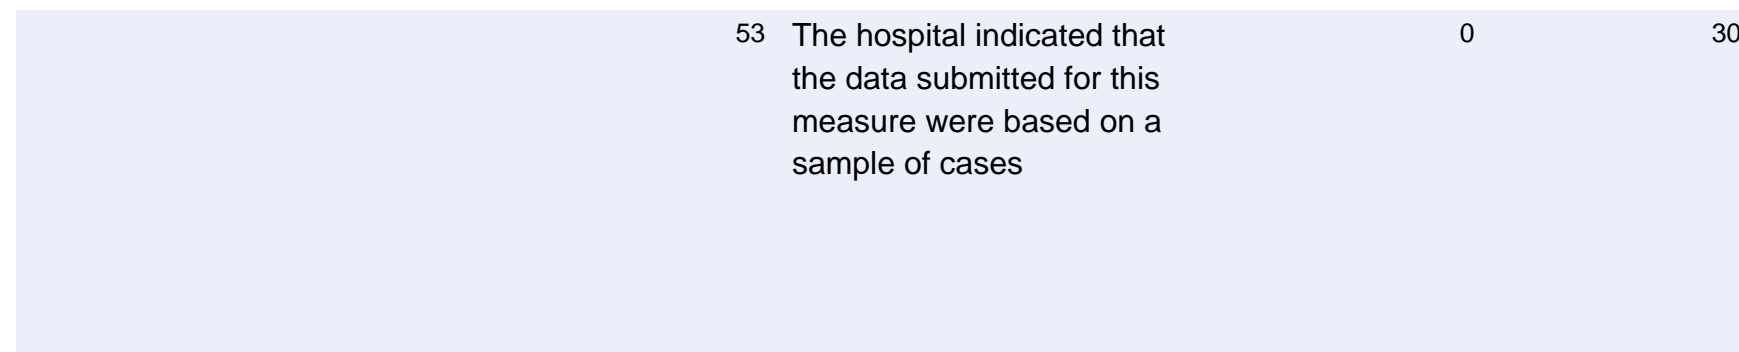 53 The hospital indicated that 0 30
the data submitted for this
measure were based on a
sample of cases